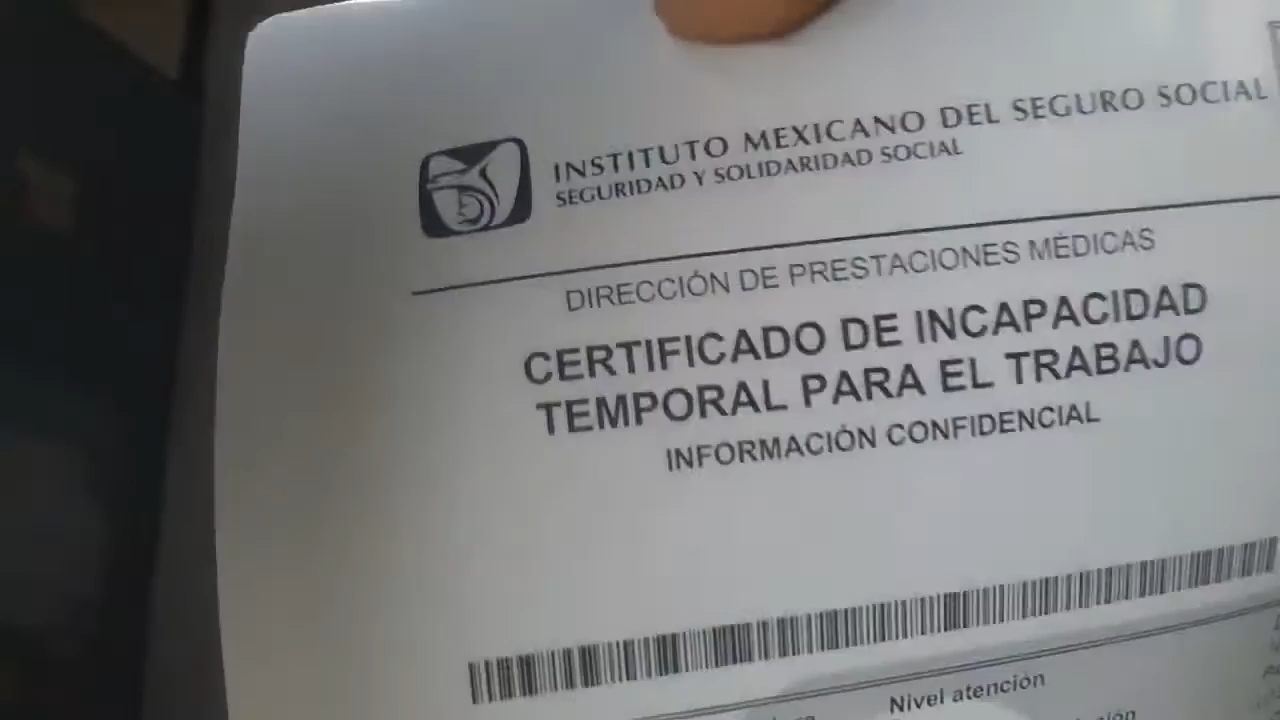 INSTITUTO MEXICANO DEL SEGURO SOCIAL
SEGURIDAD Y SOLIDARIDAD SOCIAL
DIRECCIÓN DE PRESTACIONES MÉDICAS
CERTIFICADO DE INCAPACIDAD
TEMPORAL PARA EL TRABAJO
INFORMACIÓN CONFIDENCIAL
Nivel atención